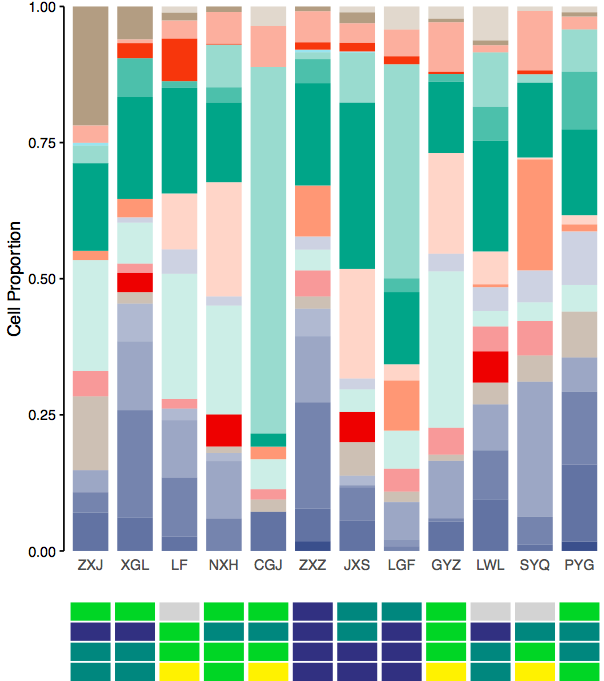 1.00
0.75
0.50
0.25
0.00
Cell Proportion
ZXJ XGL LF NXH CGJ ZXZ JXS LGF GYZ LWL SYQ PYG